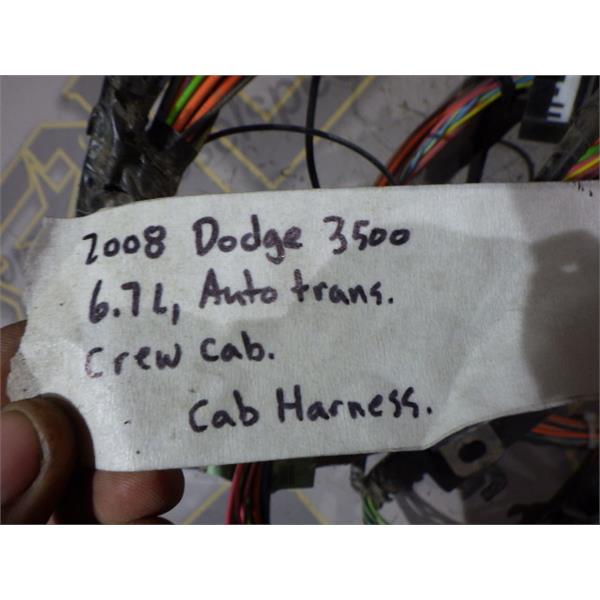 2008 Dodge 3500
6.7L, Auto trans.
Crew Cab.
Cab Harness.